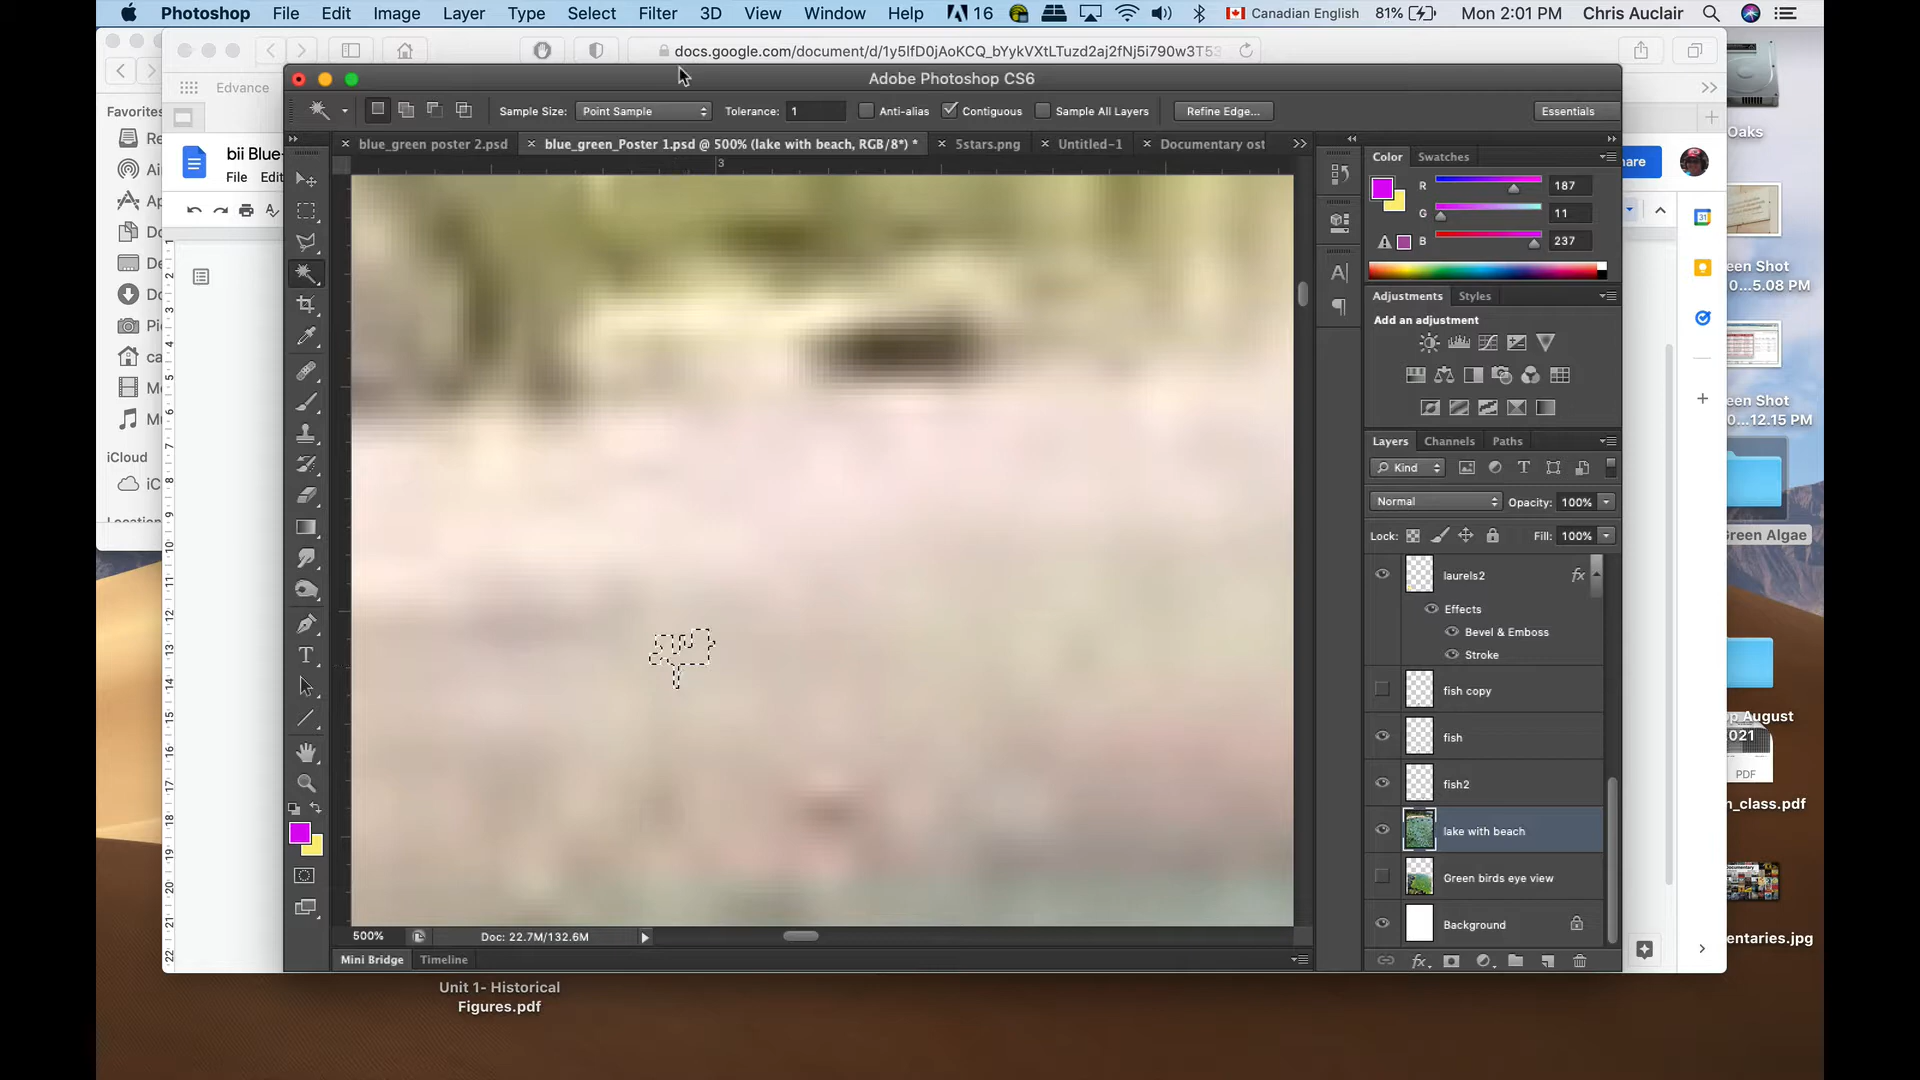 Photoshop File Edit Image Layer Type Select Filter 3D View Window Help 16 Canadian English 81% Mon 2:01 PM Chris Auclair
docs.google.com/document/d/1y5lfD0jAoKCQ_bYykVXtLTuzd2aj2fNj5i790w3T53
Adobe Photoshop CS6
Edvance
Favorites
Sample Size: Point Sample Tolerance: 1 Anti-alias Contiguous Sample All Layers Refine Edge... Essentials
blue_green poster 2.psd
blue_green_Poster 1.psd @ 500% (lake with beach, RGB/8*) *
5stars.png
Untitled-1
Documentary ost
bii Blue-
File Edit
3
Color Swatches
R 187
G 11
B 237
Adjustments Styles
Add an adjustment
Layers Channels Paths
Kind
Normal Opacity: 100%
Lock: Fill: 100%
laurels2 fx
Effects
Bevel & Emboss
Stroke
fish copy
fish
fish2
lake with beach
Green birds eye view
Background
500% Doc: 22.7M/132.6M
Mini Bridge Timeline
iCloud
Unit 1- Historical
Figures.pdf
Oaks
een Shot
0...5.08 PM
een Shot
0...12.15 PM
Green Algae
p August
2021
PDF
n_class.pdf
entaries.jpg